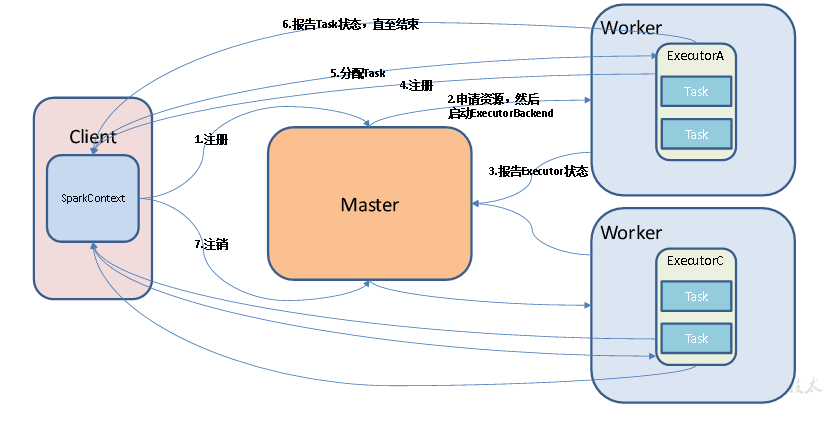 6.报告Task状态，直至结束
Worker
ExecutorA
5.分配Task
4.注册
Task
2.申请资源，然后
启动ExecutorBackend
Client
1.注册
Task
3.报告Executor状态
SparkContext
Master
Worker
7.注销
ExecutorC
Task
Task
技术